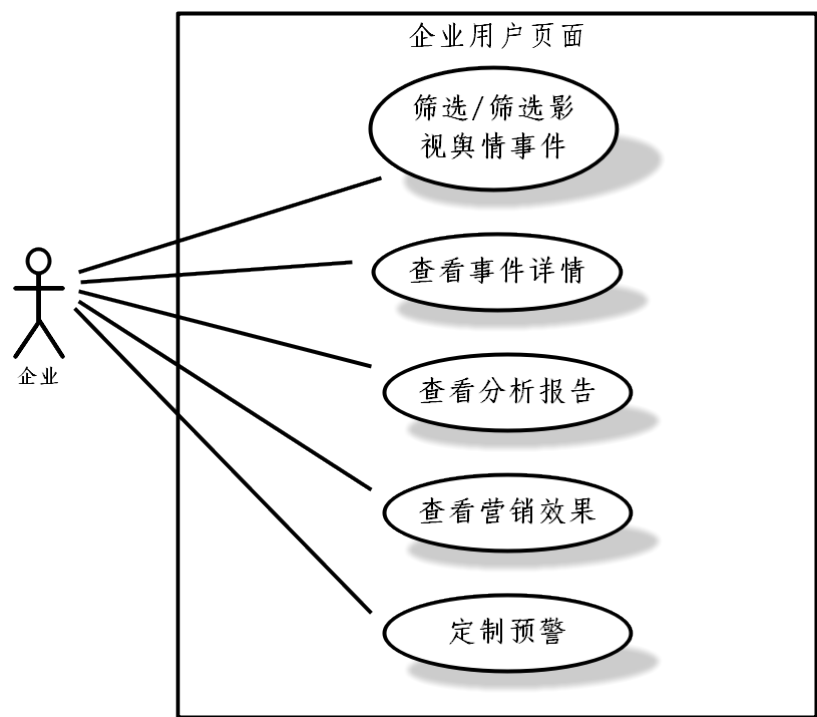 企业用户页面
筛选/筛选影
视舆情事件
查看事件详情
企业
查看分析报告
查看营销效果
定制预警